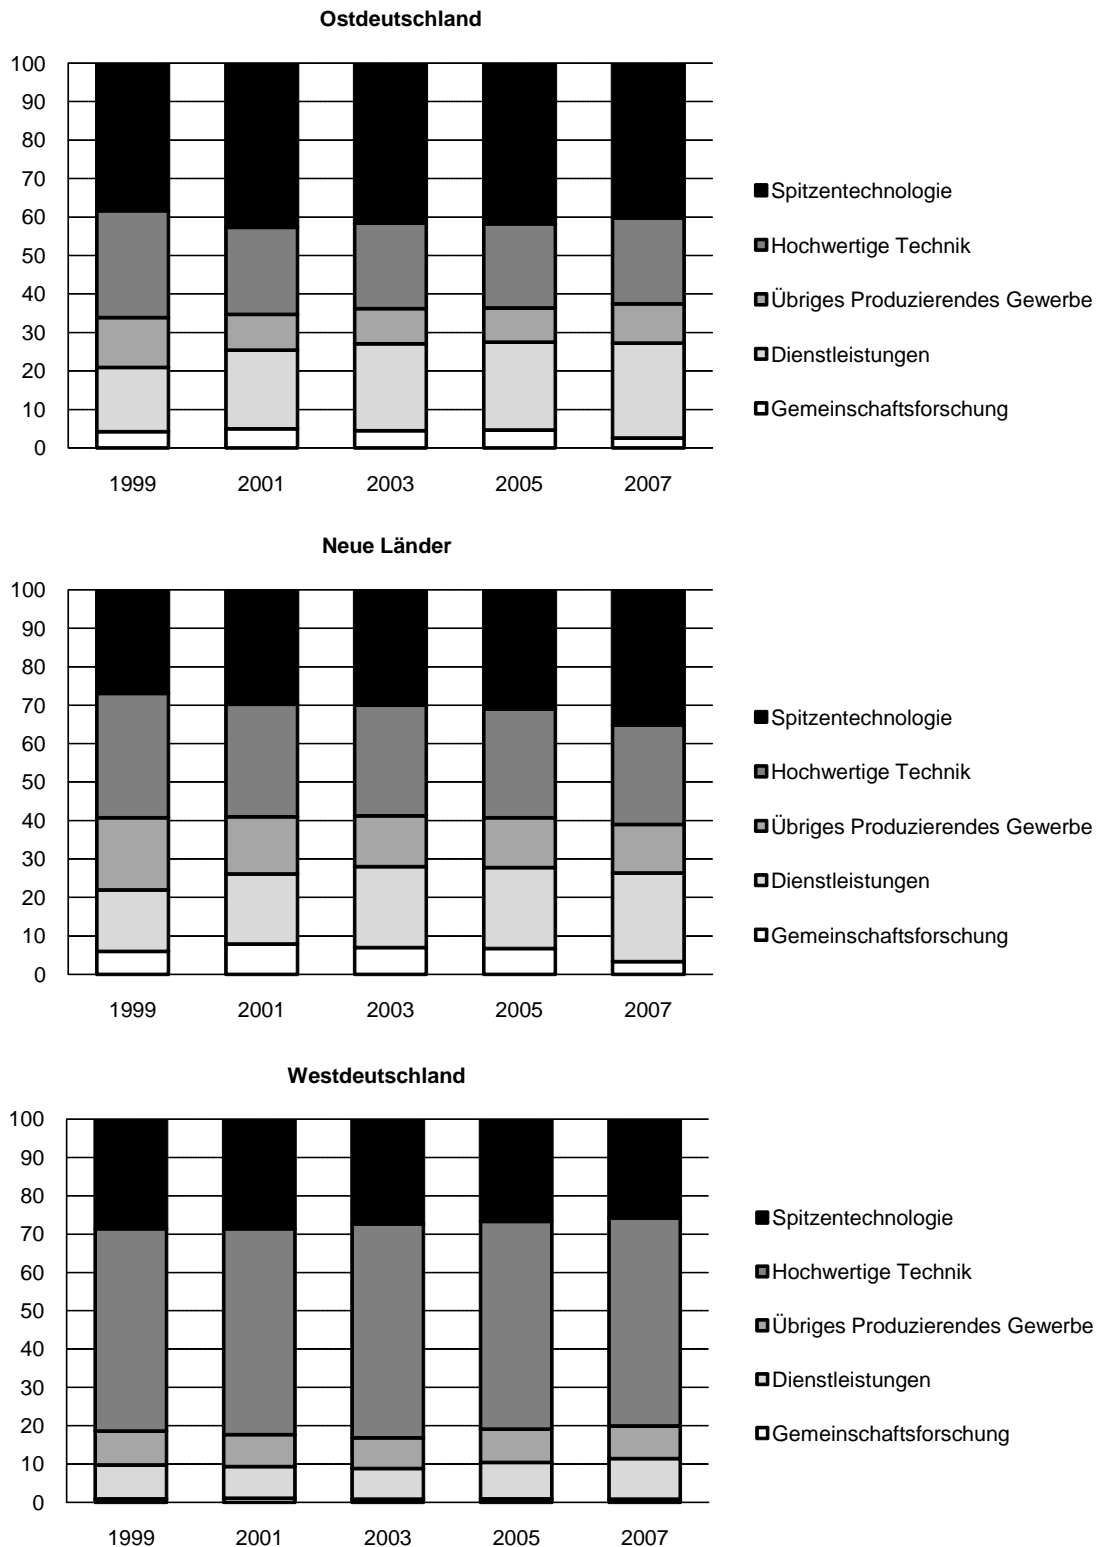 Ostdeutschland
100
90
80
70
60
50
40
30
20
10
0
1999 2001 2003 2005 2007
Spitzentechnologie
Hochwertige Technik
Übriges Produzierendes Gewerbe
Dienstleistungen
Gemeinschaftsforschung
Neue Länder
100
90
80
70
60
50
40
30
20
10
0
1999 2001 2003 2005 2007
Spitzentechnologie
Hochwertige Technik
Übriges Produzierendes Gewerbe
Dienstleistungen
Gemeinschaftsforschung
Westdeutschland
100
90
80
70
60
50
40
30
20
10
0
1999 2001 2003 2005 2007
Spitzentechnologie
Hochwertige Technik
Übriges Produzierendes Gewerbe
Dienstleistungen
Gemeinschaftsforschung